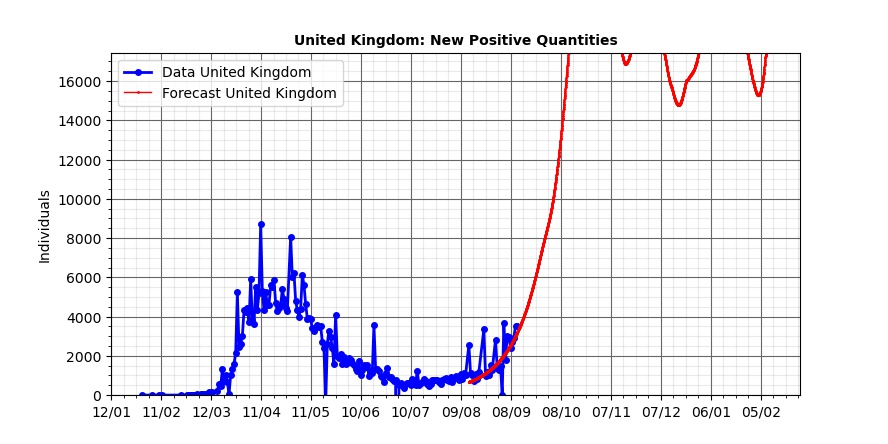 United Kingdom: New Positive Quantities
Data United Kingdom
Forecast United Kingdom
Individuals
16000
14000
12000
10000
8000
6000
4000
2000
0
12/01 11/02 12/03 11/04 11/05 10/06 10/07 09/08 08/09 08/10 07/11 07/12 06/01 05/02